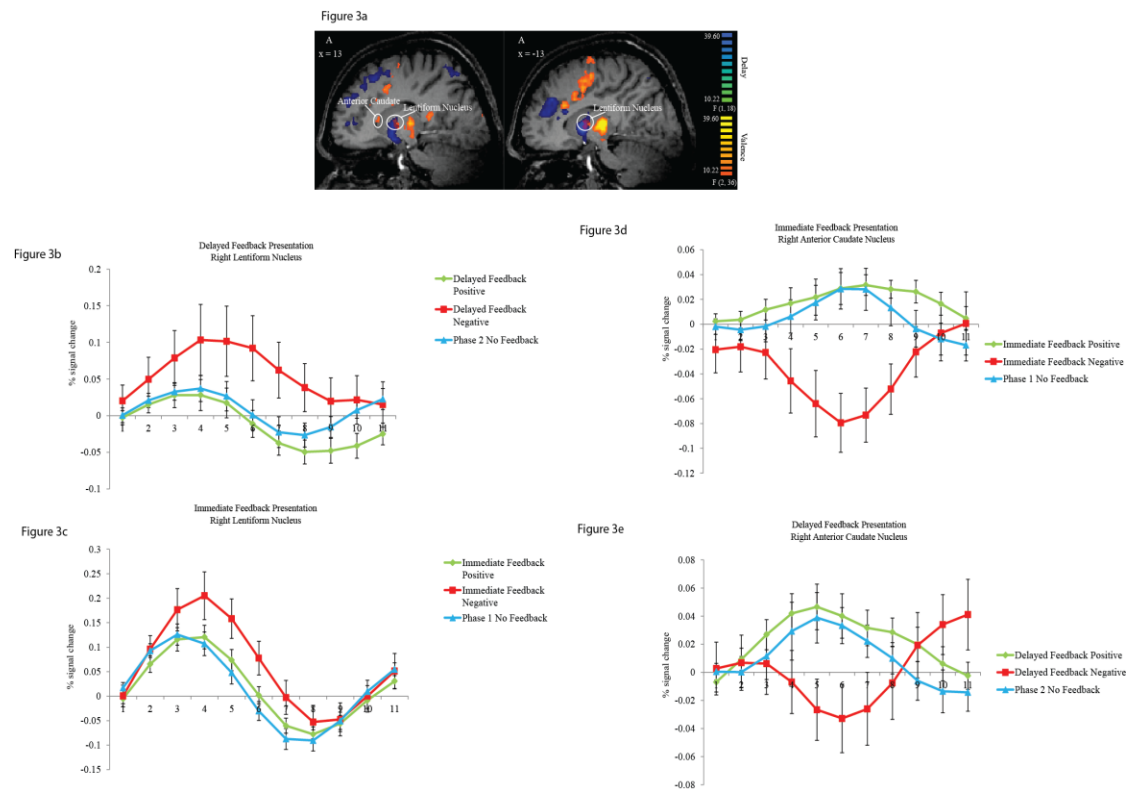 Figure 3a
A
x = 13
A
x = -13
Anterior Caudate
Lentiform Nucleus
Lentiform Nucleus
39.60
Delay
10.22
F (1, 18)
39.60
Valence
10.22
F (2, 36)
Figure 3b
Delayed Feedback Presentation
Right Lentiform Nucleus
% signal change
0.2
0.15
0.1
0.05
0
-0.05
-0.1
1 2 3 4 5 6 7 8 9 10 11
Delayed Feedback
Positive
Delayed Feedback
Negative
Phase 2 No Feedback
Figure 3c
Immediate Feedback Presentation
Right Lentiform Nucleus
% signal change
0.3
0.25
0.2
0.15
0.1
0.05
0
-0.05
-0.1
-0.15
1 2 3 4 5 6 7 8 9 10 11
Immediate Feedback
Positive
Immediate Feedback
Negative
Phase 1 No Feedback
Figure 3d
Immediate Feedback Presentation
Right Anterior Caudate Nucleus
% signal change
0.06
0.04
0.02
0
-0.02
-0.04
-0.06
-0.08
-0.1
-0.12
1 2 3 4 5 6 7 8 9 10 11
Immediate Feedback Positive
Immediate Feedback Negative
Phase 1 No Feedback
Figure 3e
Delayed Feedback Presentation
Right Anterior Caudate Nucleus
% signal change
0.08
0.06
0.04
0.02
0
-0.02
-0.04
-0.06
-0.08
1 2 3 4 5 6 7 8 9 10 11
Delayed Feedback Positive
Delayed Feedback Negative
Phase 2 No Feedback